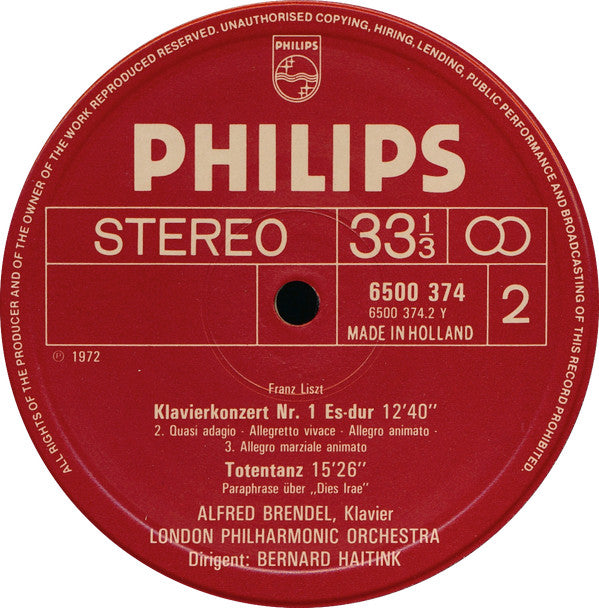 ALL RIGHTS OF THE PRODUCER AND OF THE OWNER OF THE WORK REPRODUCED RESERVED. UNAUTHORISED COPYING, HIRING, LENDING, PUBLIC PERFORMANCE AND BROADCASTING OF THIS RECORD PROHIBITED.
PHILIPS
PHILIPS
STEREO 33 1/3
6500 374
6500 374.2 Y
MADE IN HOLLAND
2
℗ 1972
Franz Liszt
Klavierkonzert Nr. 1 Es-dur 12'40"
2. Quasi adagio - Allegretto vivace - Allegro animato -
3. Allegro marziale animato
Totentanz 15'26"
Paraphrase über „Dies Irae"
ALFRED BRENDEL, Klavier
LONDON PHILHARMONIC ORCHESTRA
Dirigent: BERNARD HAITINK